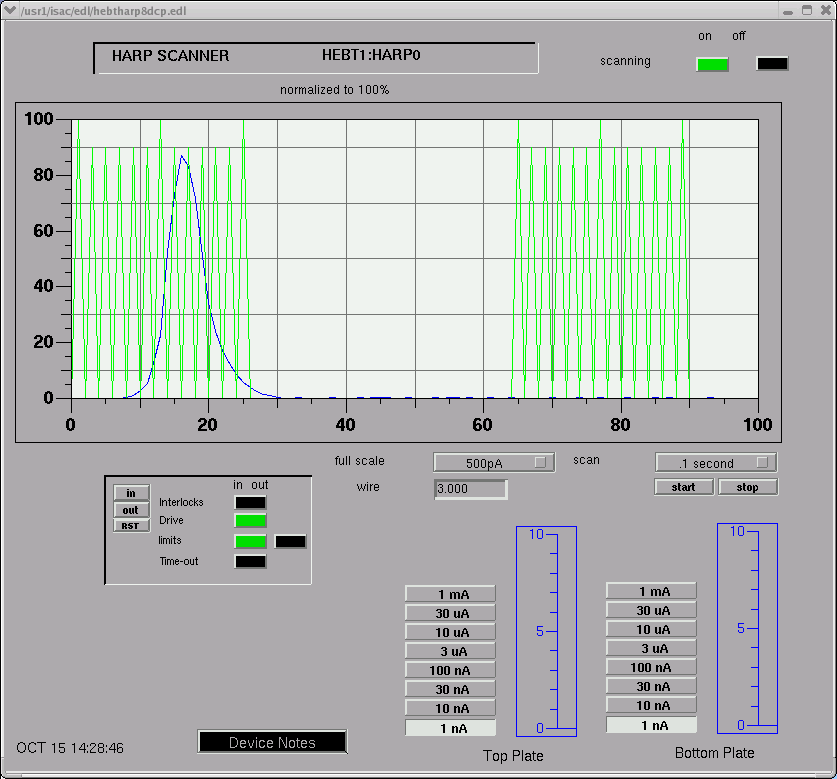 /usr1/isac/edl/hebtharp8dcp.edl
on off
HARP SCANNER HEBT1:HARP0
scanning
normalized to 100%
100
80
60
40
20
0
0 20 40 60 80 100
full scale 500pA scan .1 second
wire 3.000 start stop
in out
in
Interlocks
out
Drive
RST
limits
Time-out
10
5
0
10
5
0
1 mA
30 uA
10 uA
3 uA
100 nA
30 nA
10 nA
1 nA
1 mA
30 uA
10 uA
3 uA
100 nA
30 nA
10 nA
1 nA
OCT 15 14:28:46
Device Notes
Top Plate
Bottom Plate